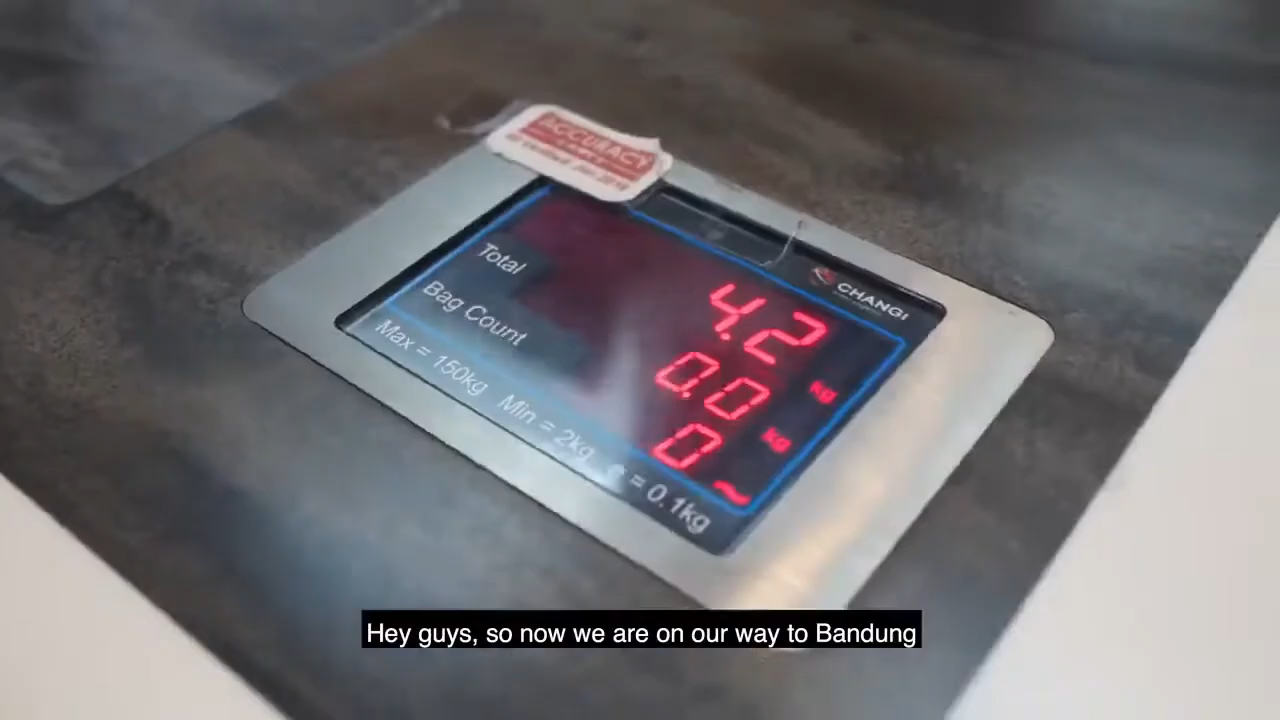 ACCURACY
CHANGI
4.2 kg
Total 0.0 kg
Bag Count 0 ~
Max = 150kg Min = 2kg e = 0.1kg
Hey guys, so now we are on our way to Bandung